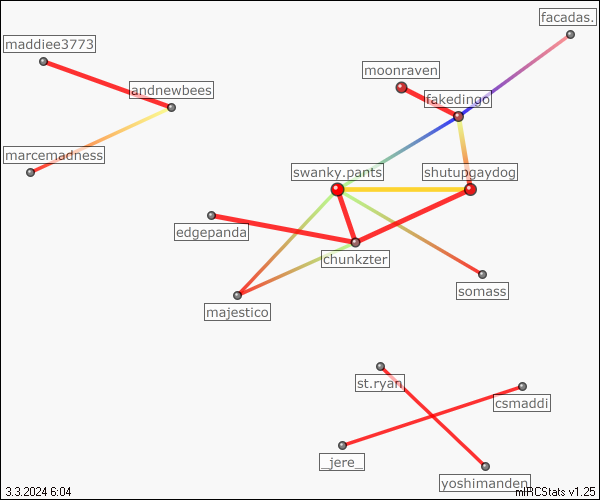 facadas.
maddiee3773
moonraven
andnewbees
fakedingo
marcemadness
swanky.pants
shutupgaydog
edgepanda
chunkzter
somass
majestico
st.ryan
csmaddi
_jere_
yoshimanden
3.3.2024 6:04
mIRCStats v1.25